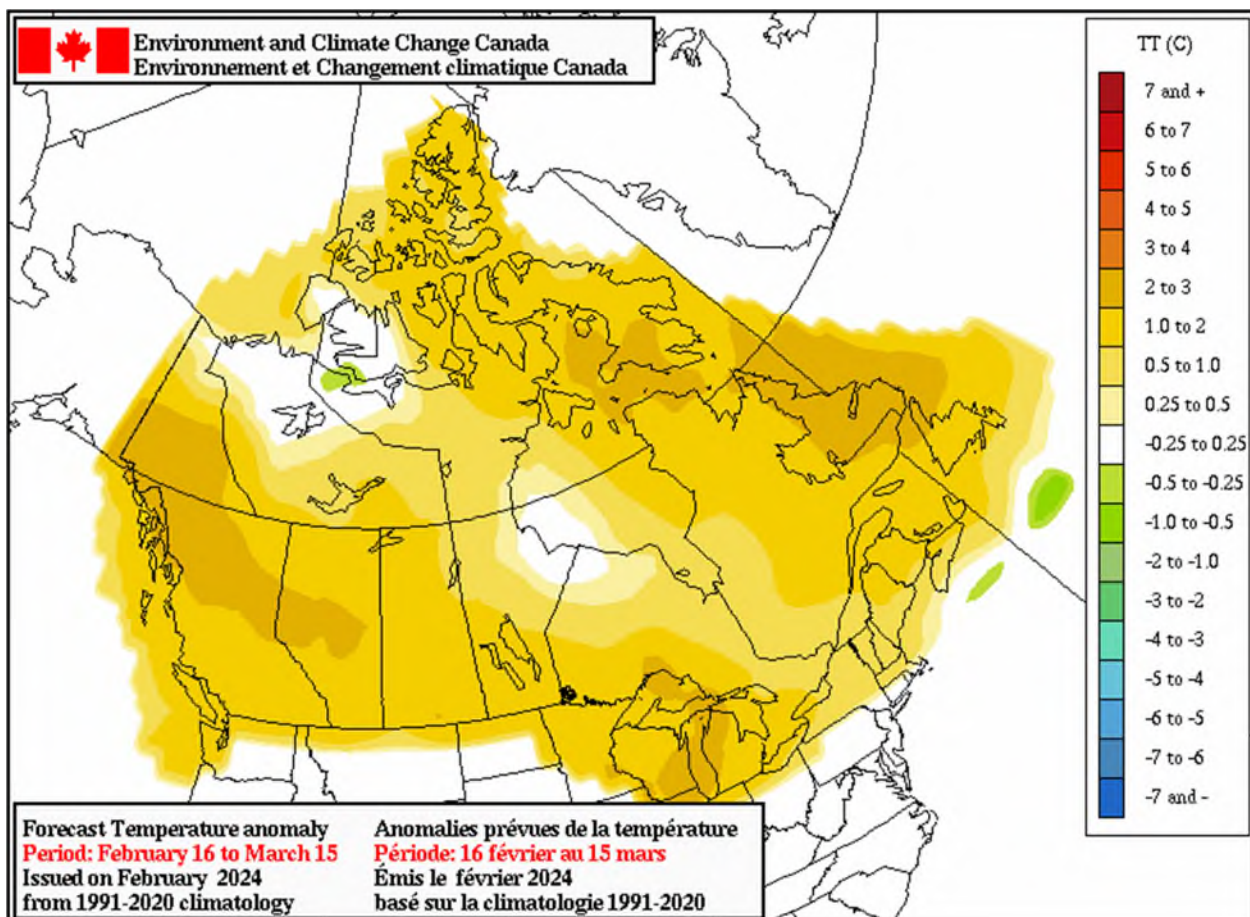 Environment and Climate Change Canada
Environnement et Changement climatique Canada
TT (C)
7 and +
6 to 7
5 to 6
4 to 5
3 to 4
2 to 3
1.0 to 2
0.5 to 1.0
0.25 to 0.5
-0.25 to 0.25
-0.5 to -0.25
-1.0 to -0.5
-2 to -1.0
-3 to -2
-4 to -3
-5 to -4
-6 to -5
-7 to -6
-7 and -
Forecast Temperature anomaly
Period: February 16 to March 15
Issued on February 2024
from 1991-2020 climatology
Anomalies prévues de la température
Période: 16 février au 15 mars
Émis le février 2024
basé sur la climatologie 1991-2020